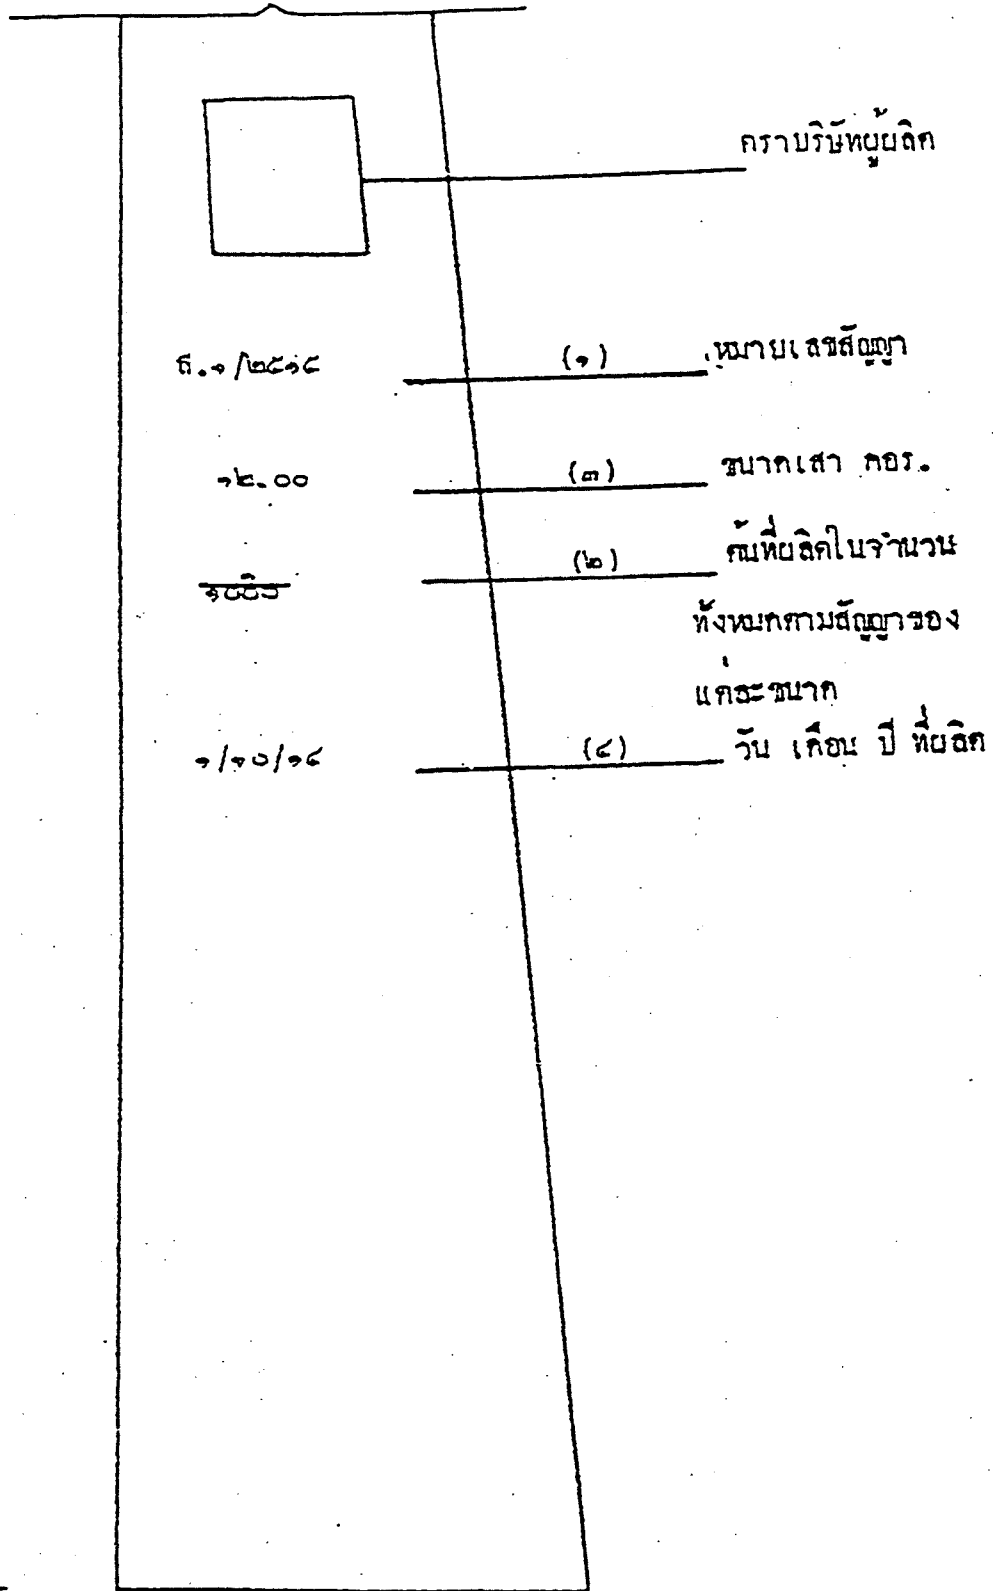 ตราบริษัทผู้ผลิต
ส.๑/๒๕๑๔ (๑) หมายเลขสัญญา
๑๒.๐๐ (๓) ขนาดเสา คอร.
(๒) ต้นที่ผลิตในจำนวน
ทั้งหมดตามสัญญาของ
แต่ละขนาด
๑/๑๐/๑๔ (๔) วัน เดือน ปี ที่ผลิต